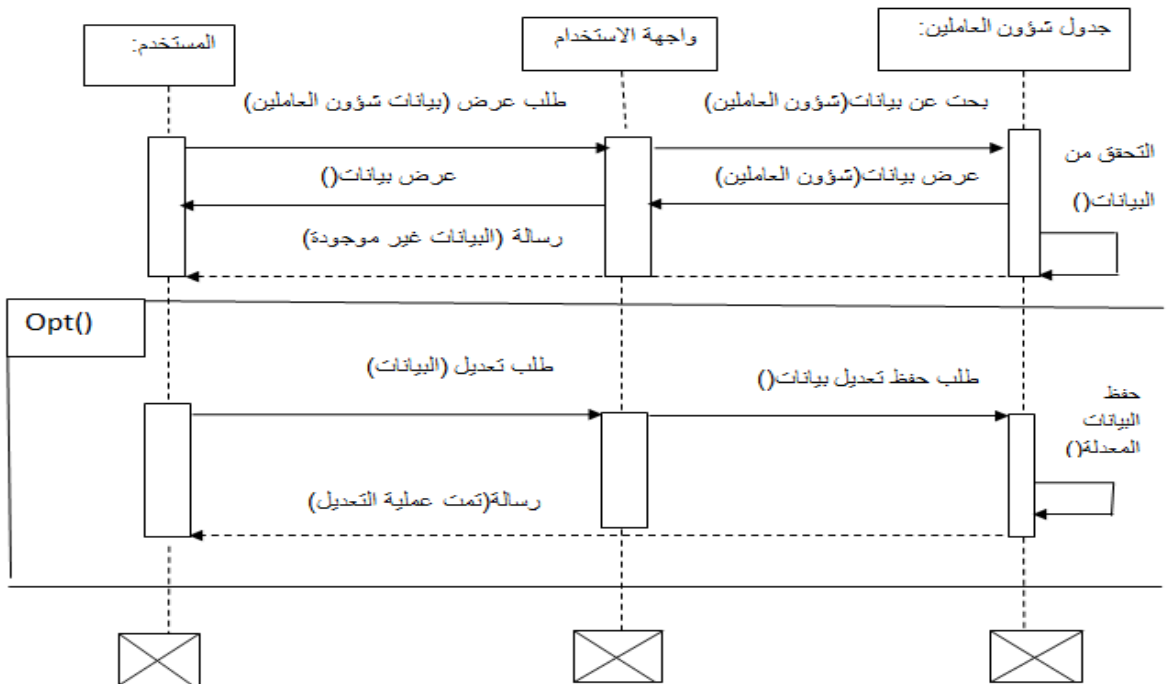 المستخدم:
واجهة الاستخدام
جدول شؤون العاملين:
طلب عرض (بيانات شؤون العاملين)
بحت عن بيانات(شؤون العاملين)
عرض بيانات()
عرض بيانات(شؤون العاملين)
التحقق من
البيانات()
رسالة (البيانات غير موجودة)
Opt()
طلب تعديل (البيانات)
طلب حفظ تعديل بيانات()
حفظ
البيانات
المعدلة()
رسالة(تمت عملية التعديل)